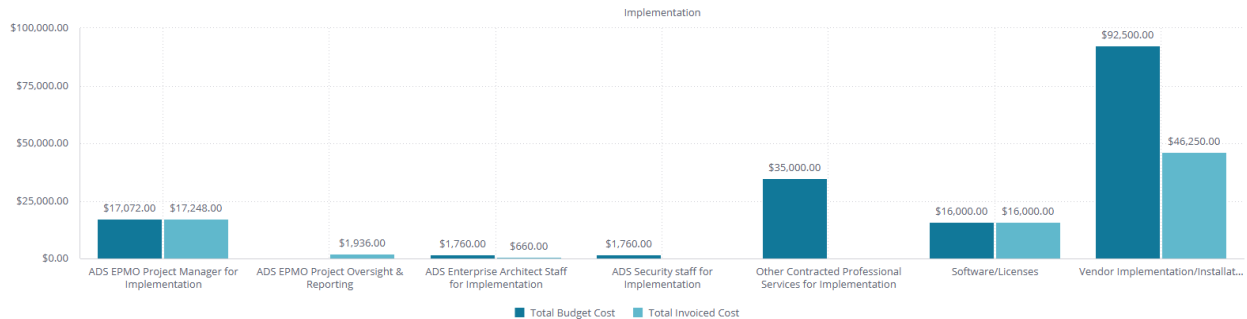 Implementation
$100,000.00
$92,500.00
$75,000.00
$50,000.00
$46,250.00
$35,000.00
$25,000.00
$17,072.00 $17,248.00
$16,000.00 $16,000.00
$1,936.00
$1,760.00
$660.00
$1,760.00
$0.00
ADS EPMO Project Manager for
Implementation
ADS EPMO Project Oversight &
Reporting
ADS Enterprise Architect Staff
for Implementation
ADS Security staff for
Implementation
Other Contracted Professional
Services for Implementation
Software/Licenses
Vendor Implementation/Installat...
Total Budget Cost
Total Invoiced Cost